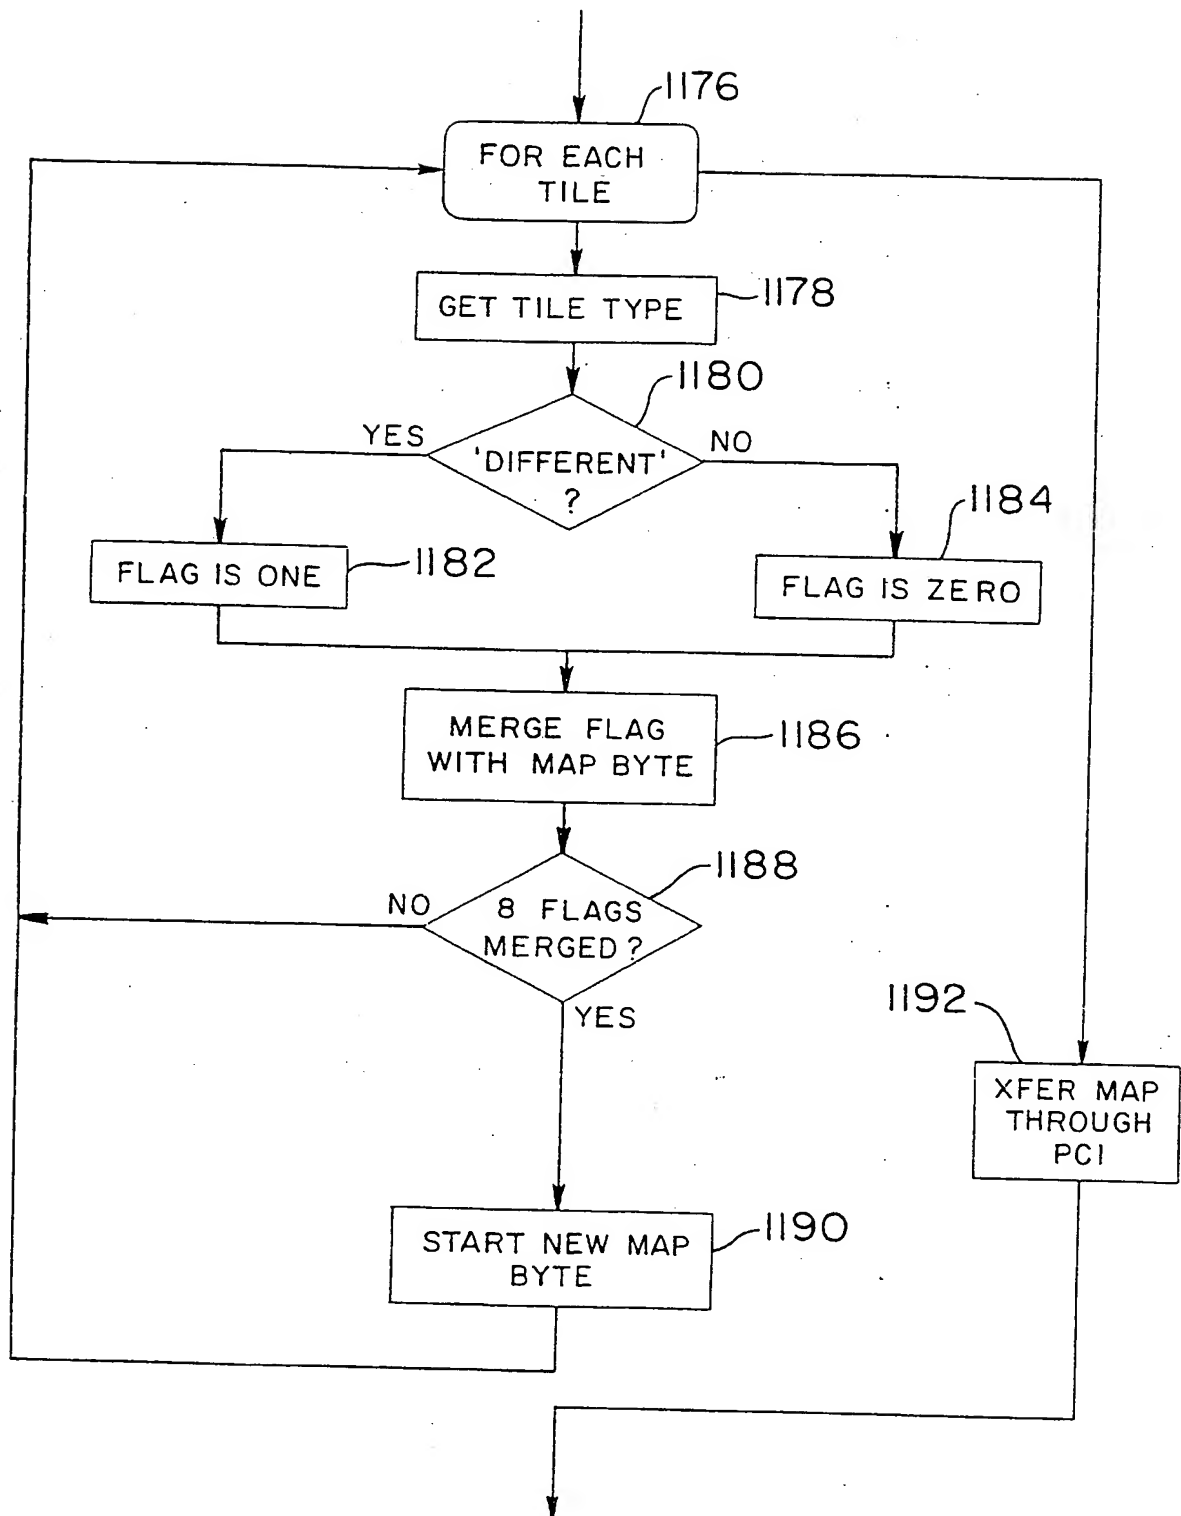 1176
FOR EACH
TILE
GET TILE TYPE
1178
1180
YES
NO
'DIFFERENT'
?
1184
FLAG IS ONE
1182
FLAG IS ZERO
MERGE FLAG
WITH MAP BYTE
1186
1188
NO
8 FLAGS
MERGED?
YES
1192
XFER MAP
THROUGH
PCI
START NEW MAP
BYTE
1190